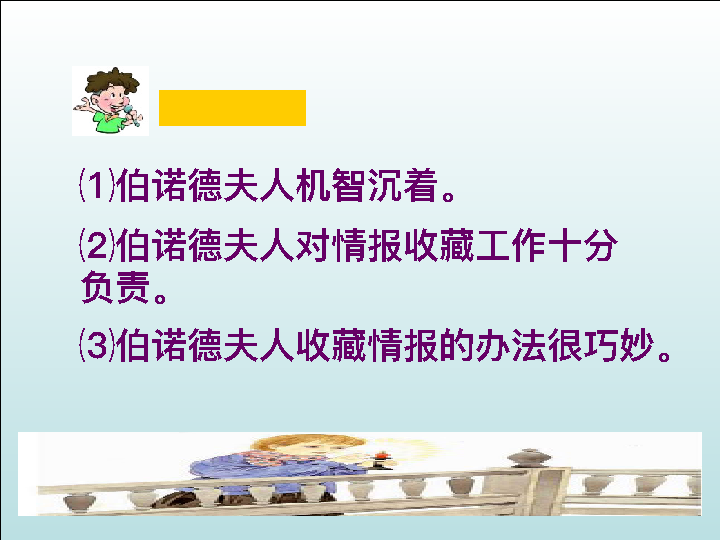 ⑴伯诺德夫人机智沉着。
⑵伯诺德夫人对情报收藏工作十分
负责。
⑶伯诺德夫人收藏情报的办法很巧妙。